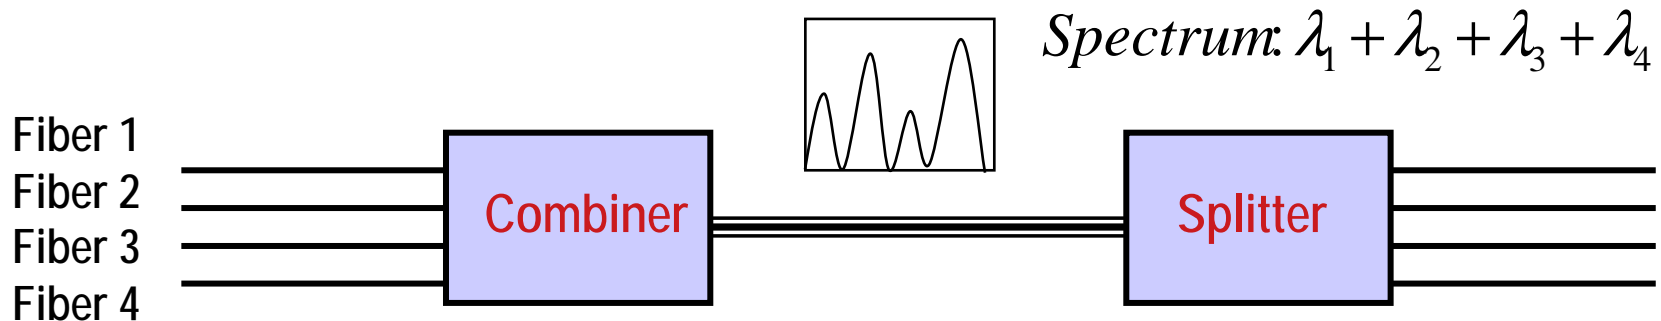 Spectrum: λ₁ + λ₂ + λ₃ + λ₄
Fiber 1
Fiber 2
Fiber 3
Fiber 4
Combiner
Splitter